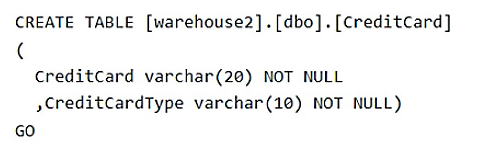 CREATE TABLE [warehouse2].[dbo].[CreditCard]
(
CreditCard varchar(20) NOT NULL
,CreditCardType varchar(10) NOT NULL)
GO